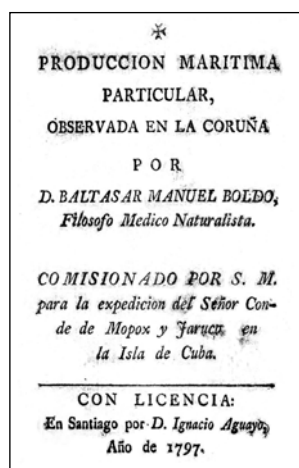 PRODUCCION MARITIMA
PARTICULAR,
OBSERVADA EN LA CORUÑA
POR
D. BALTASAR MANUEL BOLDO,
Filosofo Medico Naturalista.
COMISIONADO POR S. M.
para la expedicion del Señor Con-
de de Mopox y Jaruco, en
la Isla de Cuba.
CON LICENCIA:
En Santiago por D. Ignacio Aguayo,
Año de 1797.